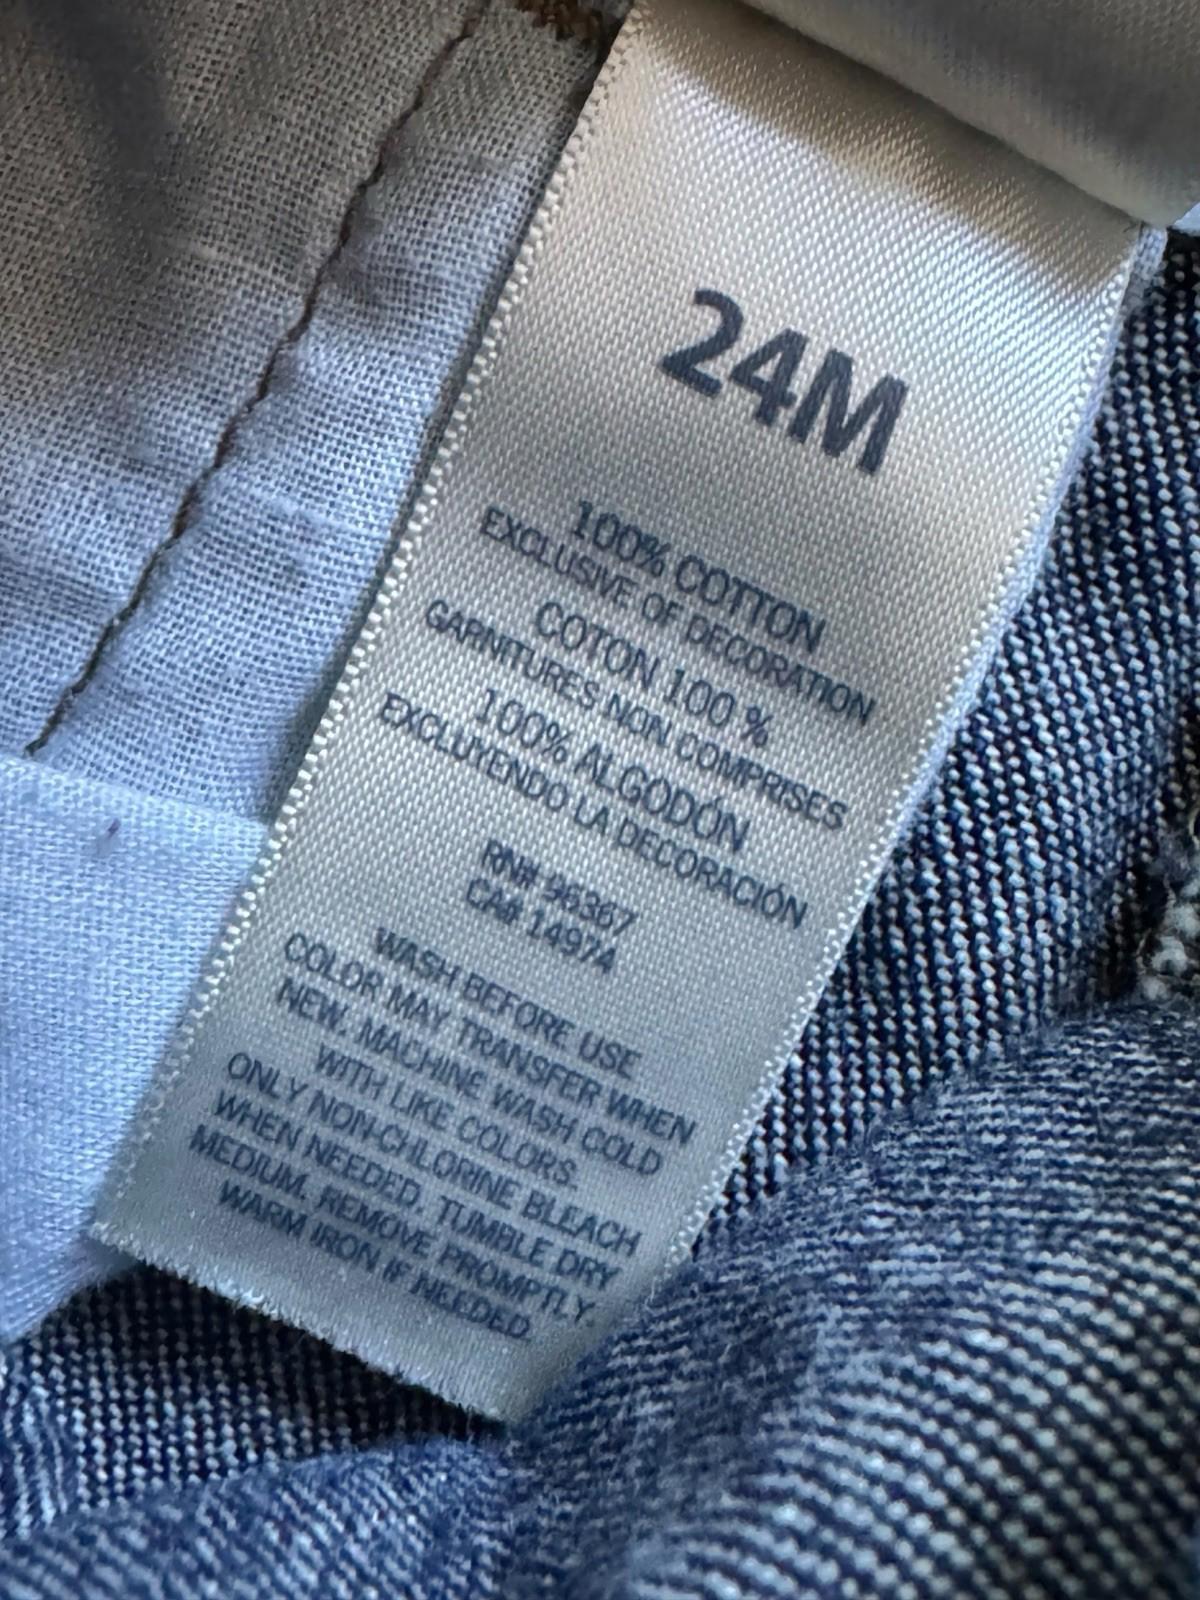 24M
100% COTTON
EXCLUSIVE OF DECORATION
COTON 100 %
GARNITURES NON COMPRISES
100% ALGODÓN
EXCLUYENDO LA DECORACIÓN
RN# 96367
CA# 14974
WASH BEFORE USE
COLOR MAY TRANSFER WHEN
NEW. MACHINE WASH COLD
WITH LIKE COLORS.
ONLY NON-CHLORINE BLEACH
WHEN NEEDED. TUMBLE DRY
MEDIUM. REMOVE PROMPTLY.
WARM IRON IF NEEDED.